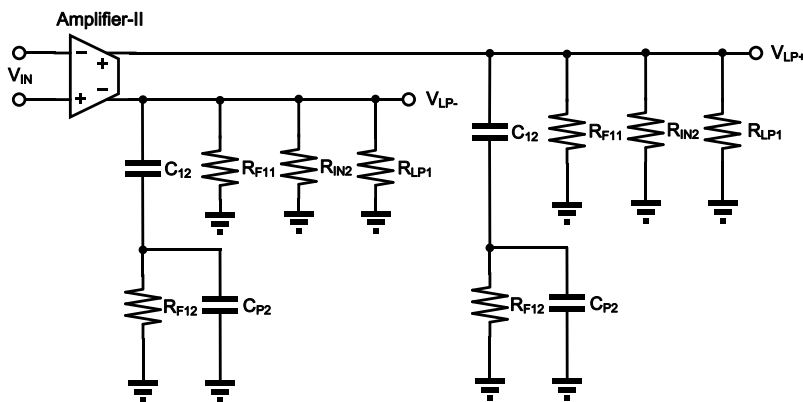 Amplifier-II
V_IN
V_LP+
V_LP-
C_12
R_F11
R_IN2
R_LP1
C_12
R_F11
R_IN2
R_LP1
R_F12
C_P2
R_F12
C_P2